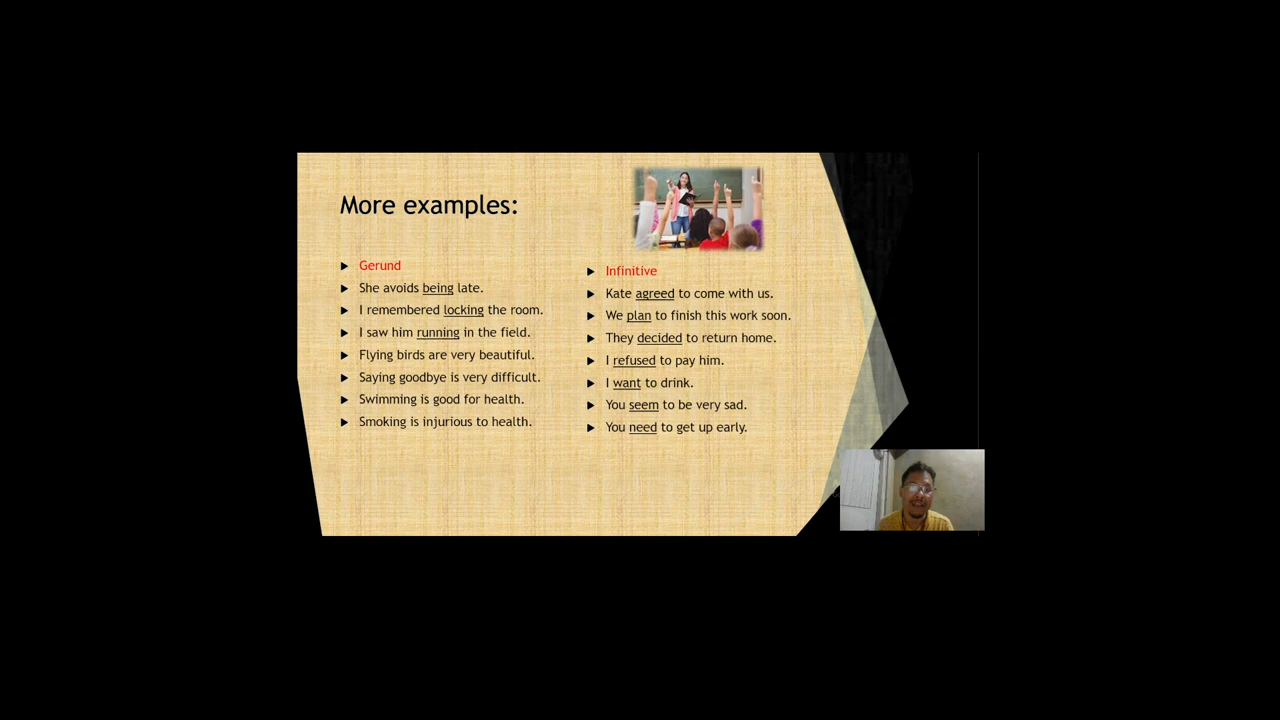 More examples:
Gerund
She avoids being late.
I remembered locking the room.
I saw him running in the field.
Flying birds are very beautiful.
Saying goodbye is very difficult.
Swimming is good for health.
Smoking is injurious to health.
Infinitive
Kate agreed to come with us.
We plan to finish this work soon.
They decided to return home.
I refused to pay him.
I want to drink.
You seem to be very sad.
You need to get up early.